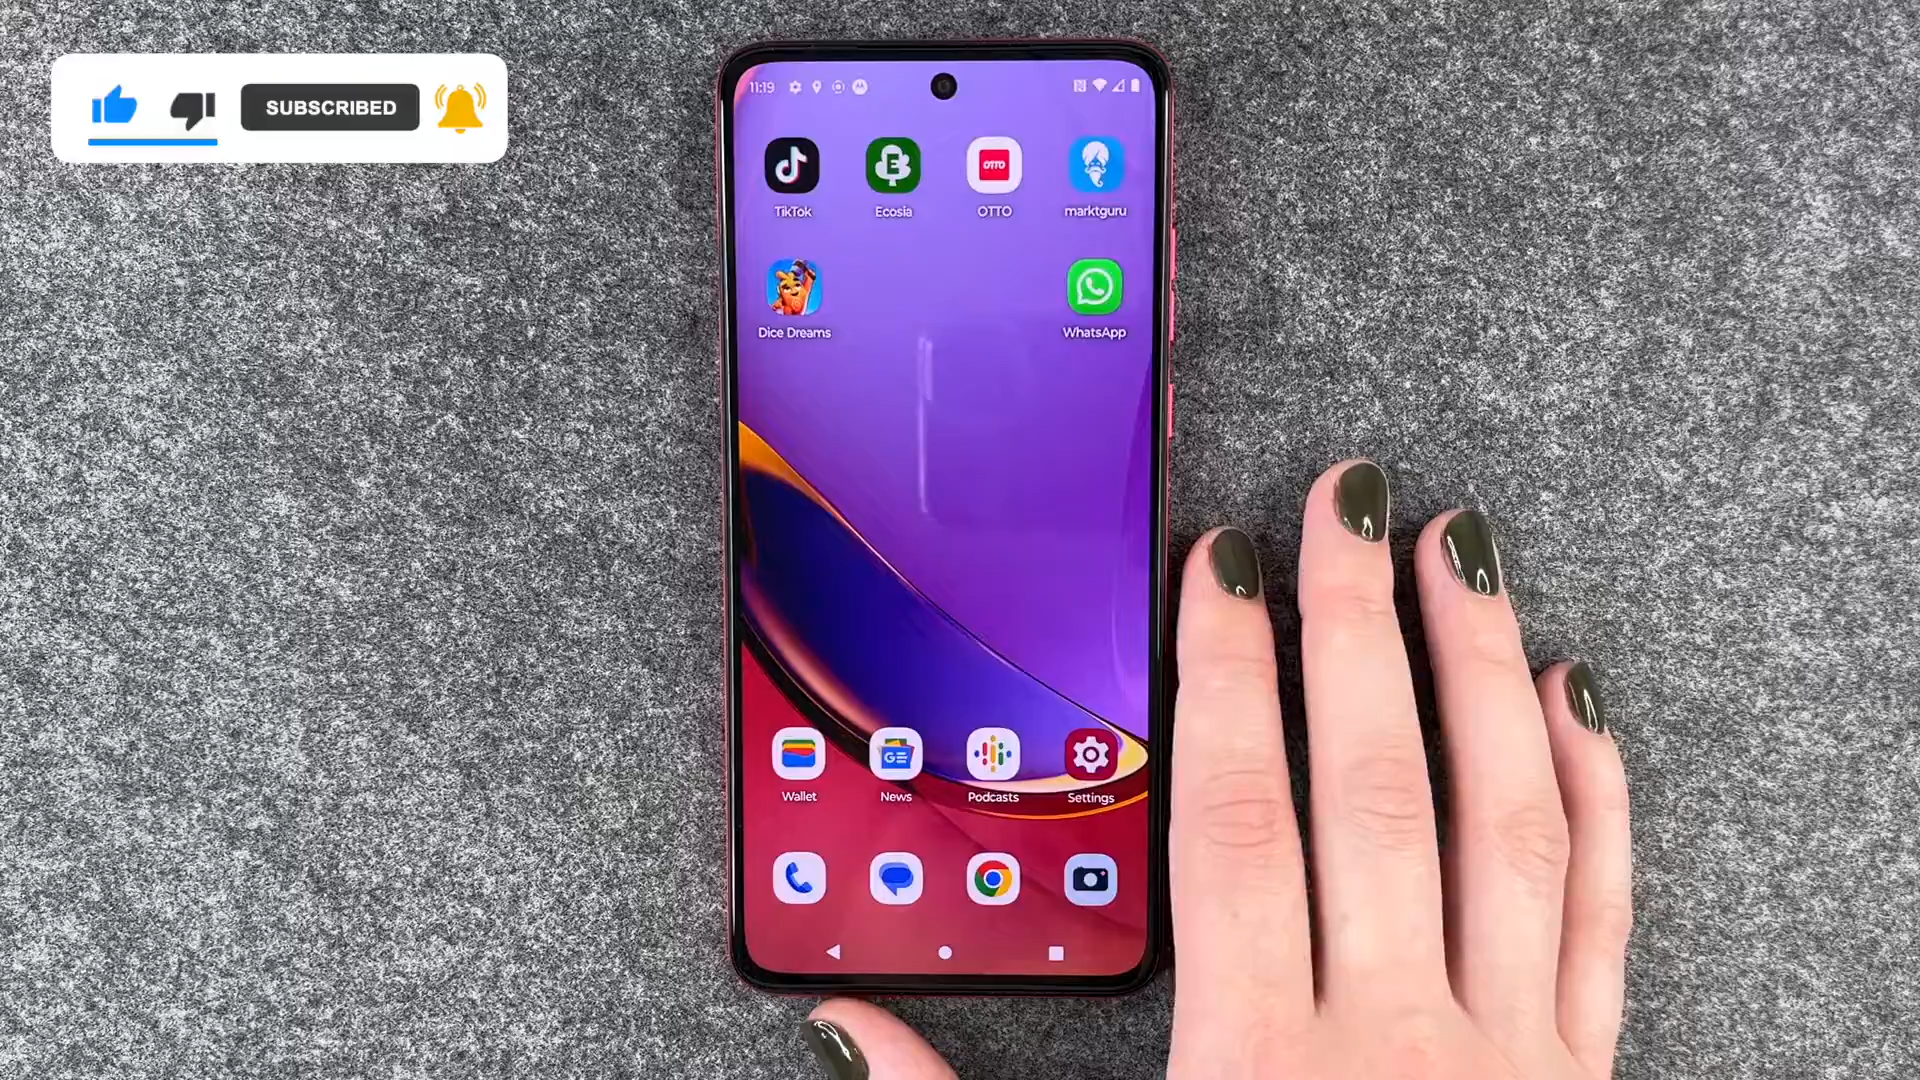 SUBSCRIBED
11:19
TikTok
Ecosia
OTTO
OTTO
marktguru
Dice Dreams
WhatsApp
Wallet
News
Podcasts
Settings